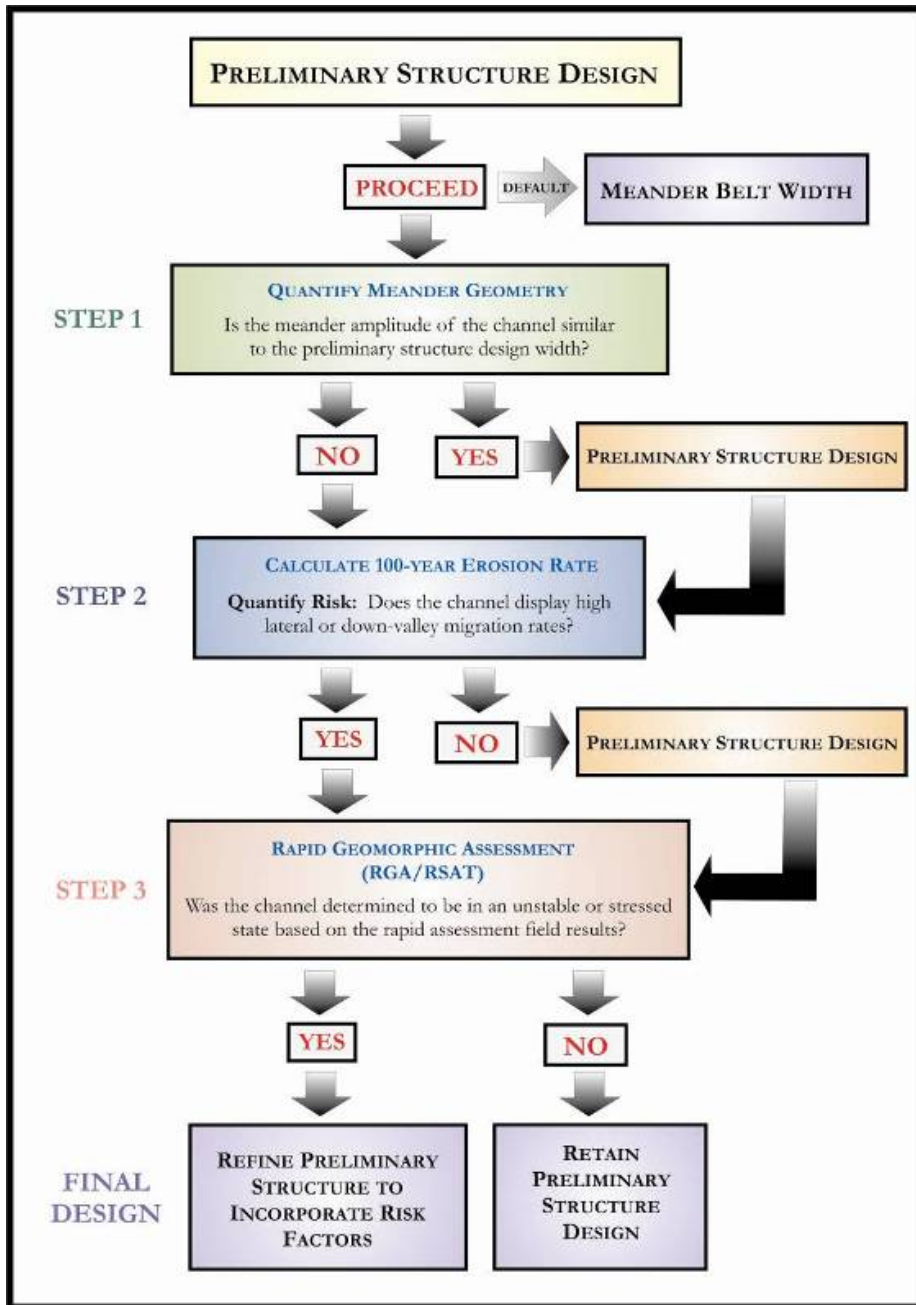 PRELIMINARY STRUCTURE DESIGN
PROCEED
DEFAULT
MEANDER BELT WIDTH
STEP 1
QUANTIFY MEANDER GEOMETRY
Is the meander amplitude of the channel similar
to the preliminary structure design width?
NO
YES
PRELIMINARY STRUCTURE DESIGN
STEP 2
CALCULATE 100-YEAR EROSION RATE
Quantify Risk: Does the channel display high
lateral or down-valley migration rates?
YES
NO
PRELIMINARY STRUCTURE DESIGN
STEP 3
RAPID GEOMORPHIC ASSESSMENT
(RGA/RSAT)
Was the channel determined to be in an unstable or stressed
state based on the rapid assessment field results?
YES
NO
FINAL
DESIGN
REFINE PRELIMINARY
STRUCTURE TO
INCORPORATE RISK
FACTORS
RETAIN
PRELIMINARY
STRUCTURE
DESIGN